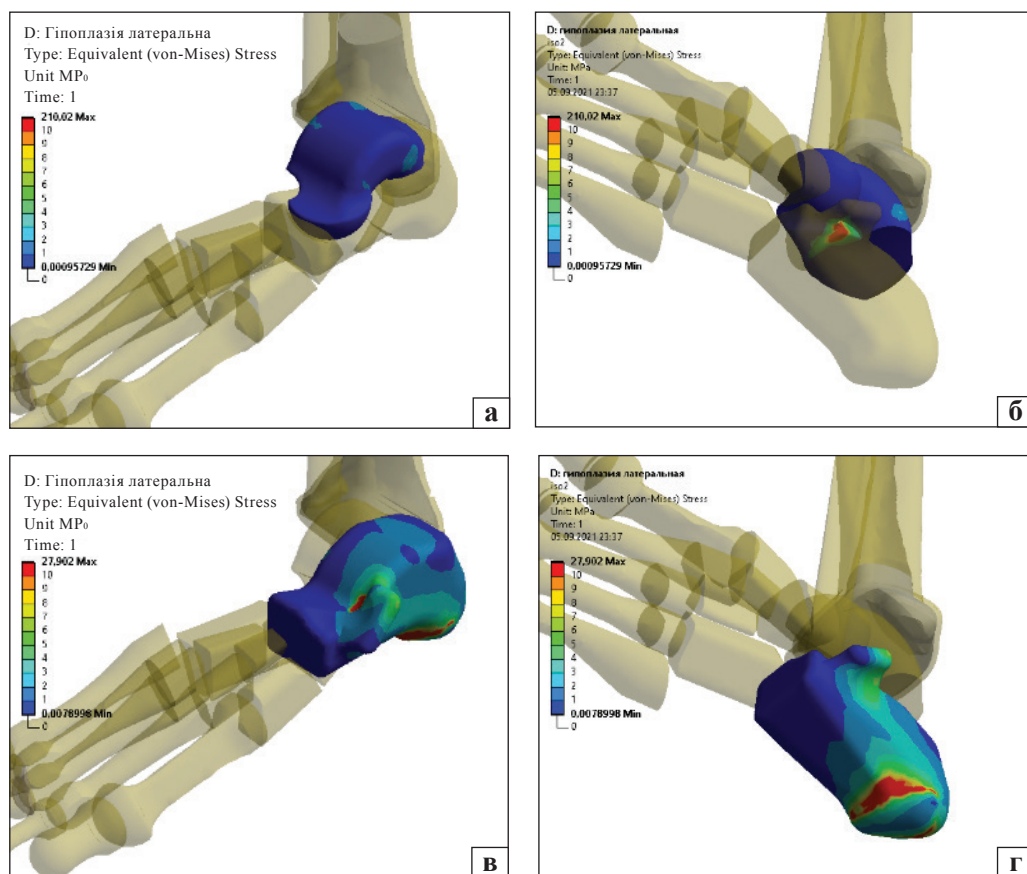 D: Гіпоплазія латеральна
Type: Equivalent (von-Mises) Stress
Unit MP₀
Time: 1
210.02 Max
10
9
8
7
6
5
4
3
2
1
0.00095729 Min
0
а
D: гипоплазия латеральная
iso2
Type: Equivalent (von-Mises) Stress
Unit: MPa
Time: 1
05.09.2021 23:37
210.02 Max
10
9
8
7
6
5
4
3
2
1
0.00095729 Min
0
б
D: Гіпоплазія латеральна
Type: Equivalent (von-Mises) Stress
Unit MP₀
Time: 1
27,902 Max
10
9
8
7
6
5
4
3
2
1
0.0078998 Min
0
в
D: гипоплазия латеральная
iso2
Type: Equivalent (von-Mises) Stress
Unit: MPa
Time: 1
05.09.2021 23:37
27,902 Max
10
9
8
7
6
5
4
3
2
1
0.0078998 Min
0
г